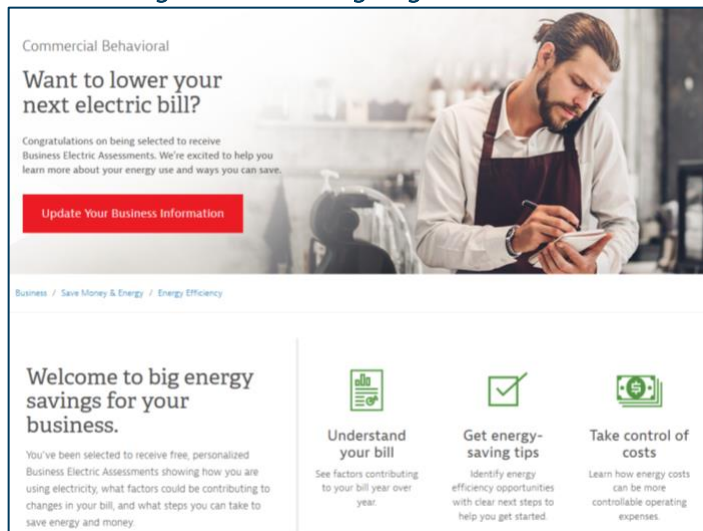 Commercial Behavioral
Want to lower your
next electric bill?
Congratulations on being selected to receive
Business Electric Assessments. We're excited to help you
learn more about your energy use and ways you can save.
Update Your Business Information
Business / Save Money & Energy / Energy Efficiency
Welcome to big energy
savings for your
business.
You've been selected to receive free, personalized
Business Electric Assessments showing how you are
using electricity, what factors could be contributing to
changes in your bill, and what steps you can take to
save energy and money.
Understand
your bill
See factors contributing
to your bill year over
year.
Get energy-
saving tips
Identify energy
efficiency opportunities
with clear next steps to
help you get started.
Take control of
costs
Learn how energy costs
can be more
controllable operating
expenses.